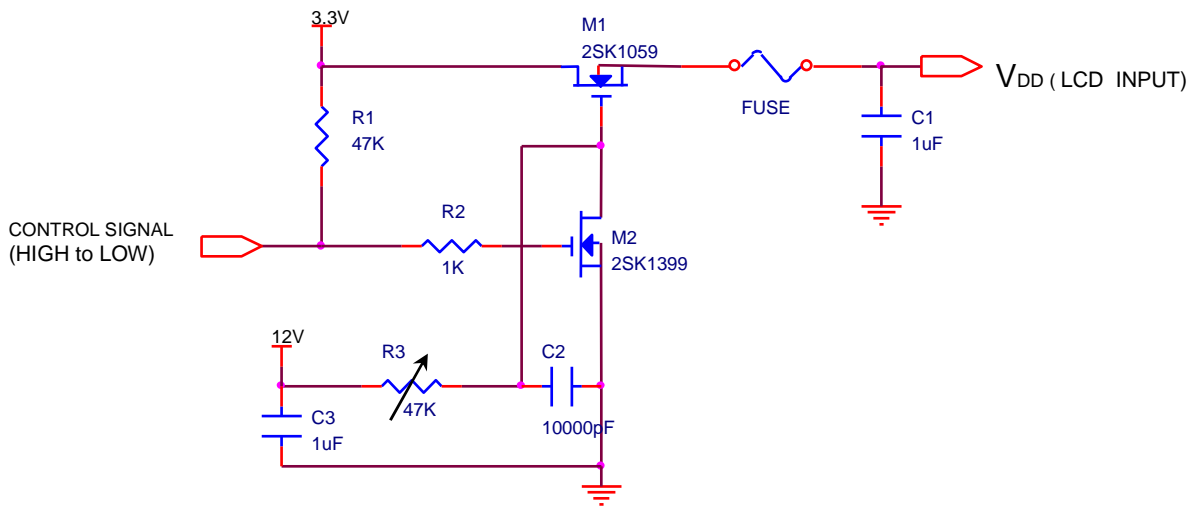 3.3V
M1
2SK1059
FUSE
VDD ( LCD INPUT)
R1
47K
C1
1uF
CONTROL SIGNAL
(HIGH to LOW)
R2
1K
M2
2SK1399
12V
R3
47K
C2
10000pF
C3
1uF